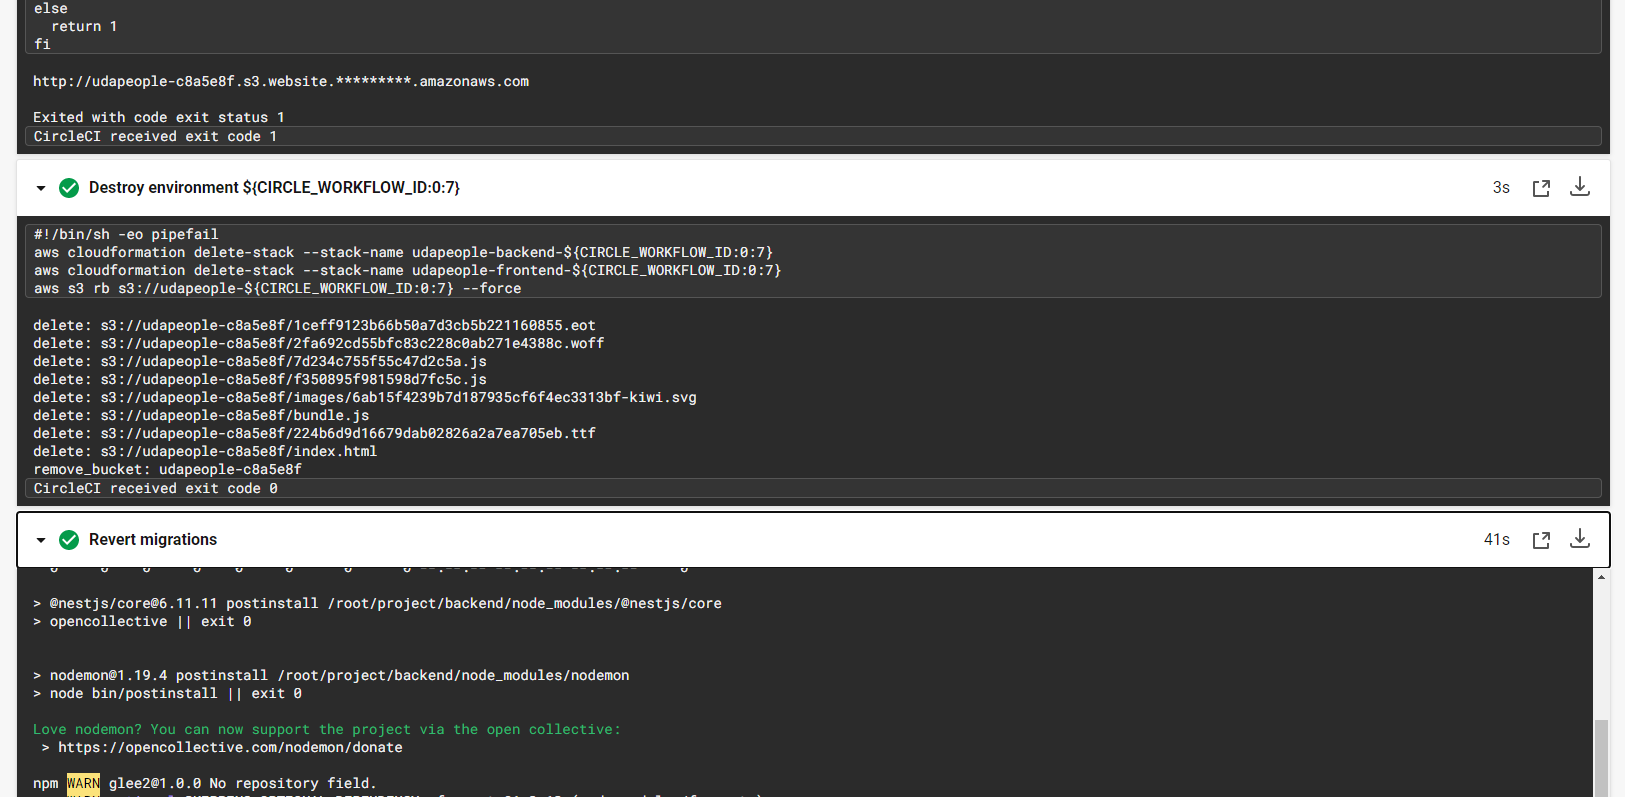 else
return 1
fi
http://udapeople-c8a5e8f.s3.website.*********.amazonaws.com
Exited with code exit status 1
CircleCI received exit code 1
Destroy environment ${CIRCLE_WORKFLOW_ID:0:7}
3s
#!/bin/sh -eo pipefail
aws cloudformation delete-stack --stack-name udapeople-backend-${CIRCLE_WORKFLOW_ID:0:7}
aws cloudformation delete-stack --stack-name udapeople-frontend-${CIRCLE_WORKFLOW_ID:0:7}
aws s3 rb s3://udapeople-${CIRCLE_WORKFLOW_ID:0:7} --force
delete: s3://udapeople-c8a5e8f/1ceff9123b66b50a7d3cb5b221160855.eot
delete: s3://udapeople-c8a5e8f/2fa692cd55bfc83c228c0ab271e4388c.woff
delete: s3://udapeople-c8a5e8f/7d234c755f55c47d2c5a.js
delete: s3://udapeople-c8a5e8f/f350895f981598d7fc5c.js
delete: s3://udapeople-c8a5e8f/images/6ab15f4239b7d187935cf6f4ec3313bf-kiwi.svg
delete: s3://udapeople-c8a5e8f/bundle.js
delete: s3://udapeople-c8a5e8f/224b6d9d16679dab02826a2a7ea705eb.ttf
delete: s3://udapeople-c8a5e8f/index.html
remove_bucket: udapeople-c8a5e8f
CircleCI received exit code 0
Revert migrations
41s
> @nestjs/core@6.11.11 postinstall /root/project/backend/node_modules/@nestjs/core
> opencollective || exit 0
> nodemon@1.19.4 postinstall /root/project/backend/node_modules/nodemon
> node bin/postinstall || exit 0
Love nodemon? You can now support the project via the open collective:
> https://opencollective.com/nodemon/donate
npm WARN glee2@1.0.0 No repository field.